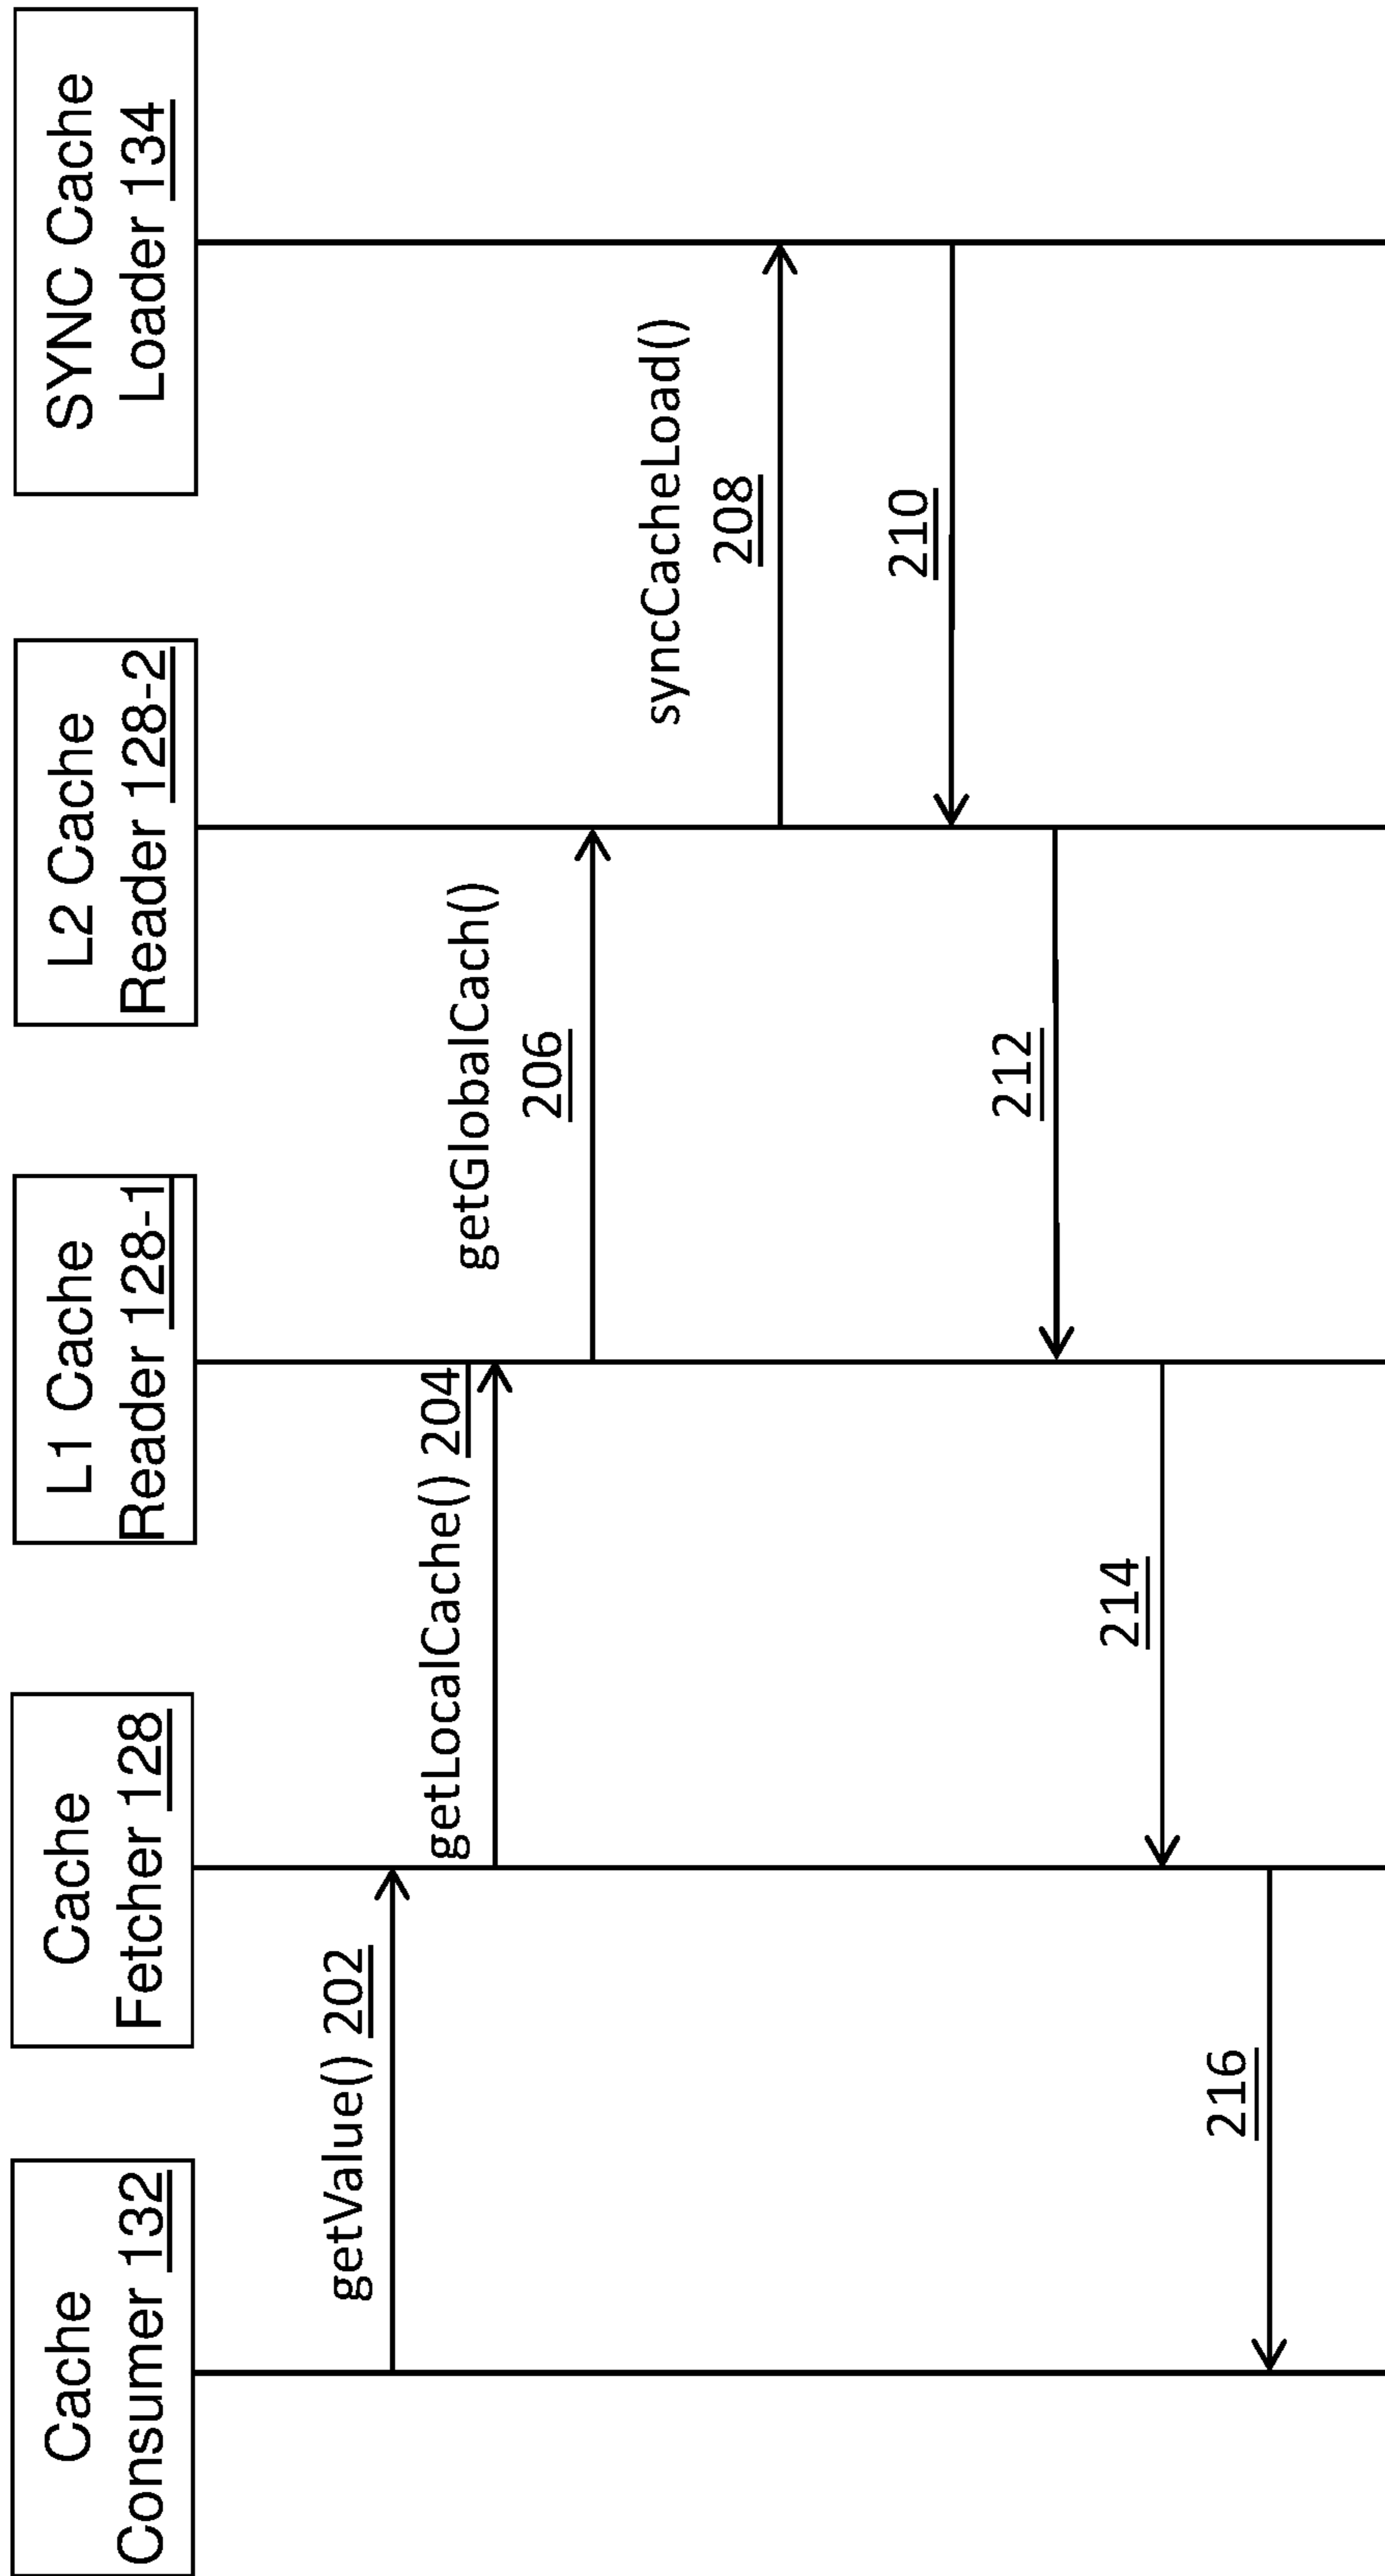 Cache
Consumer 132
Cache
Fetcher 128
L1 Cache
Reader 128-1
L2 Cache
Reader 128-2
SYNC Cache
Loader 134
getValue() 202
getLocalCache() 204
getGlobalCach()
206
syncCacheLoad()
208
210
212
214
216